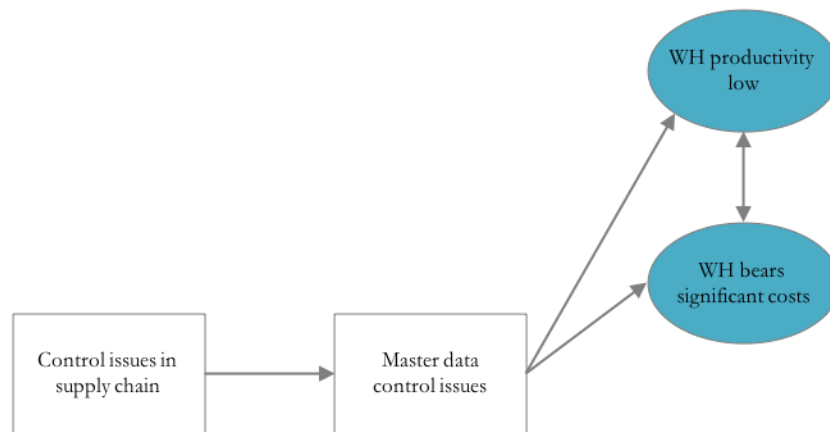 WH productivity
low
WH bears
significant costs
Control issues in
supply chain
Master data
control issues